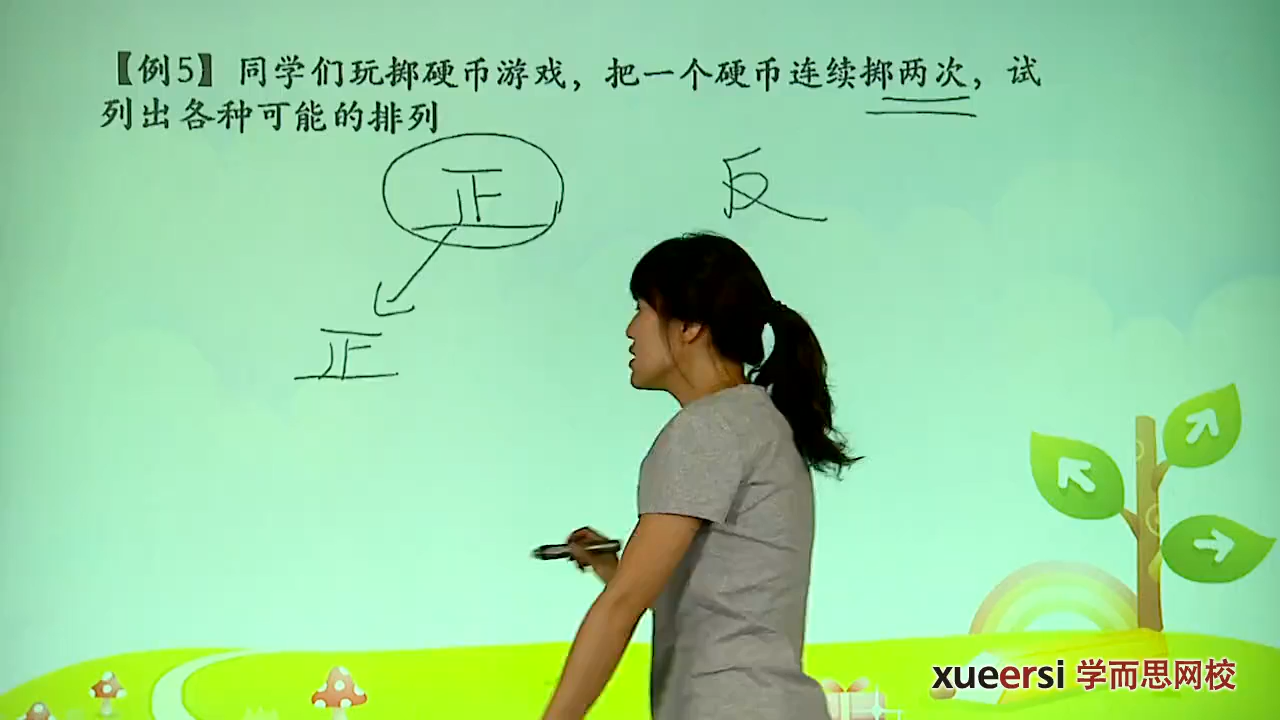 【例5】同学们玩掷硬币游戏，把一个硬币连续掷两次，试
列出各种可能的排列
正 反
正
xueersi 学而思网校